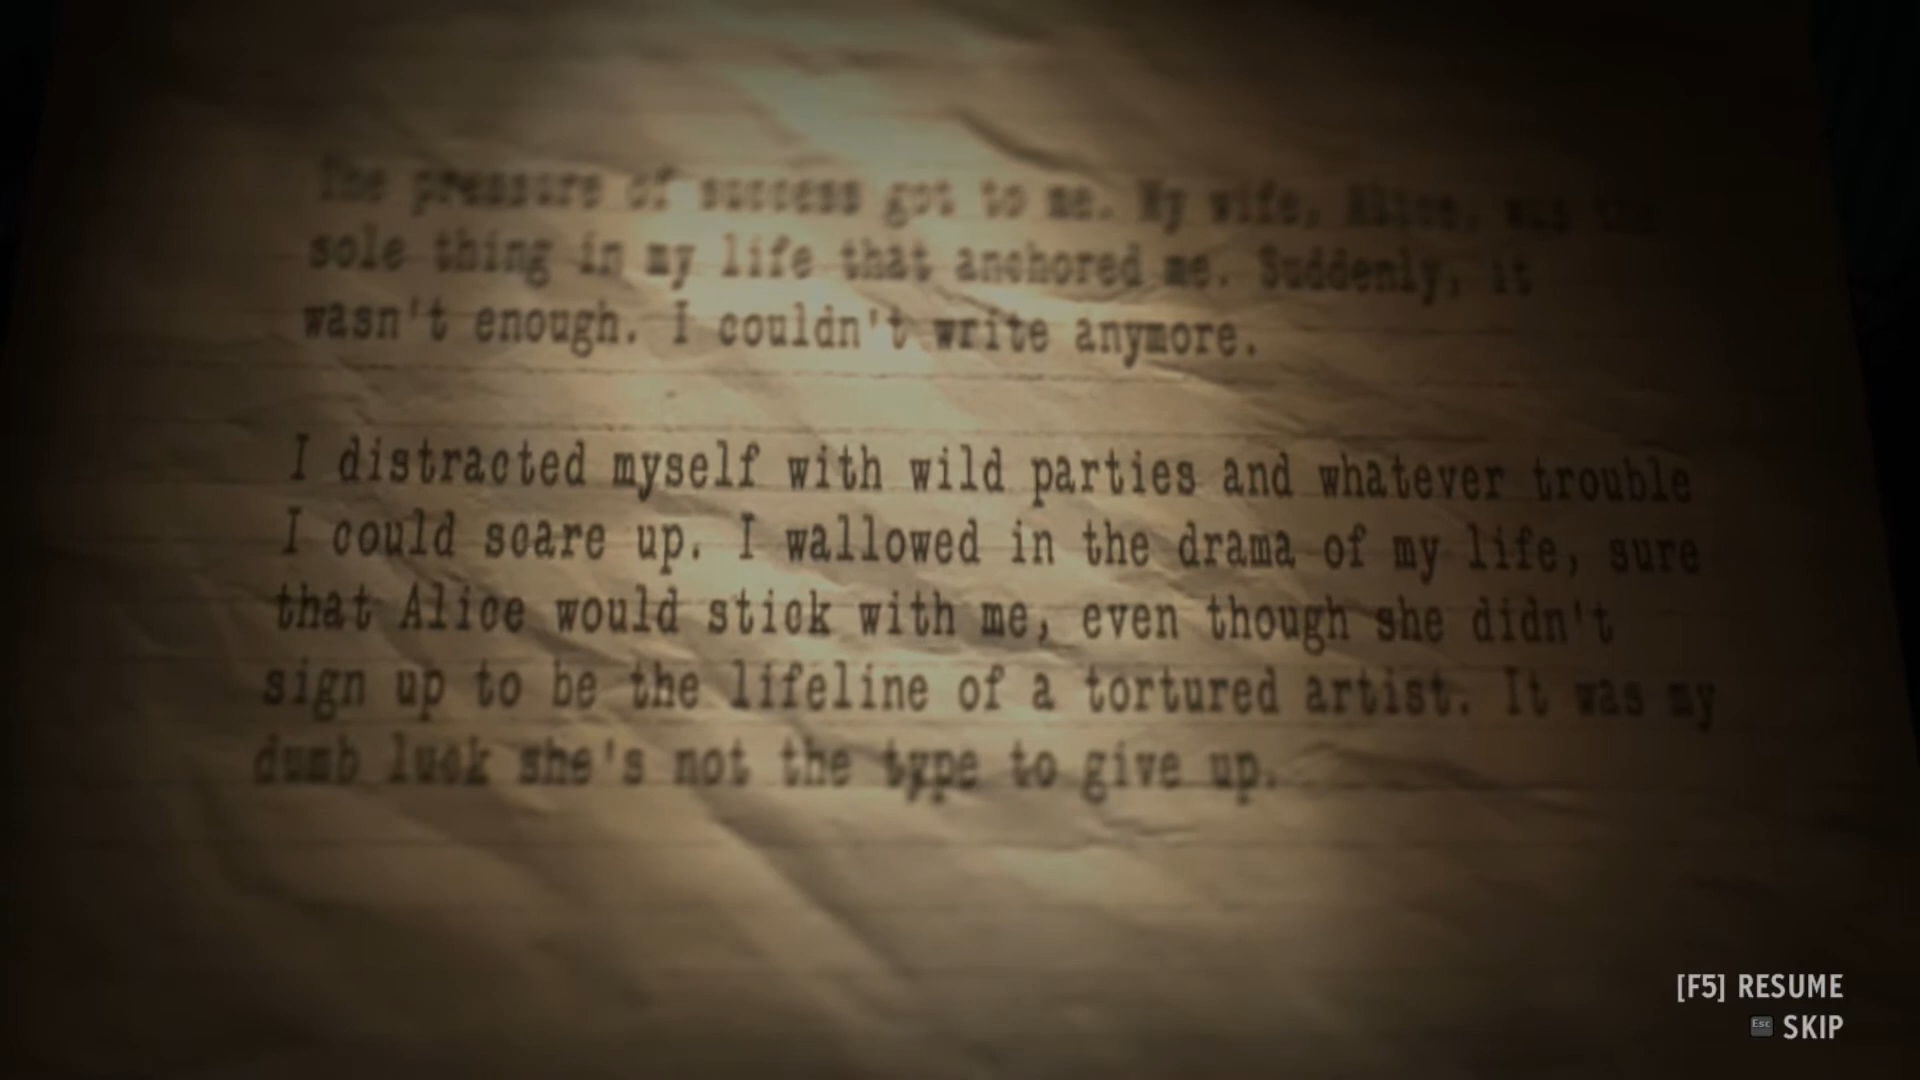 The pressure of success got to me. My wife, Alice, was the
sole thing in my life that anchored me. Suddenly, it
wasn't enough. I couldn't write anymore.
I distracted myself with wild parties and whatever trouble
I could scare up. I wallowed in the drama of my life, sure
that Alice would stick with me, even though she didn't
sign up to be the lifeline of a tortured artist. It was my
dumb luck she's not the type to give up.
[F5] RESUME
Esc SKIP